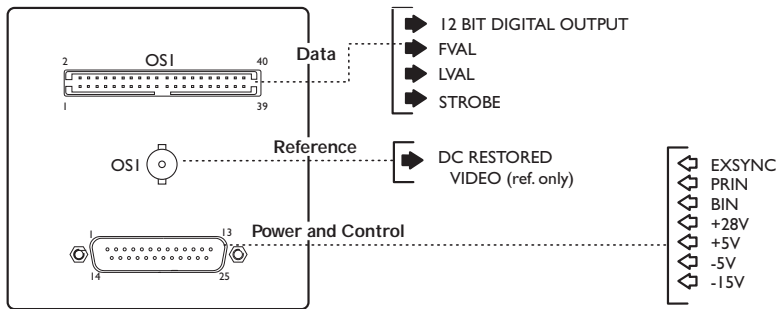 2 OS1 40
Data
1 39
12 BIT DIGITAL OUTPUT
FVAL
LVAL
STROBE
OS1
Reference
DC RESTORED
VIDEO (ref. only)
1 13
Power and Control
14 25
EXSYNC
PRIN
BIN
+28V
+5V
-5V
-15V